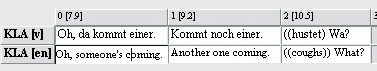 0 [7.9] 1 [9.2] 2 [10.5] 3
KLA [v] Oh, da kommt einer. Kommt noch einer. ((hustet) Wa?
KLA [en] Oh, someone's coming. Another one coming. ((coughs)) What?